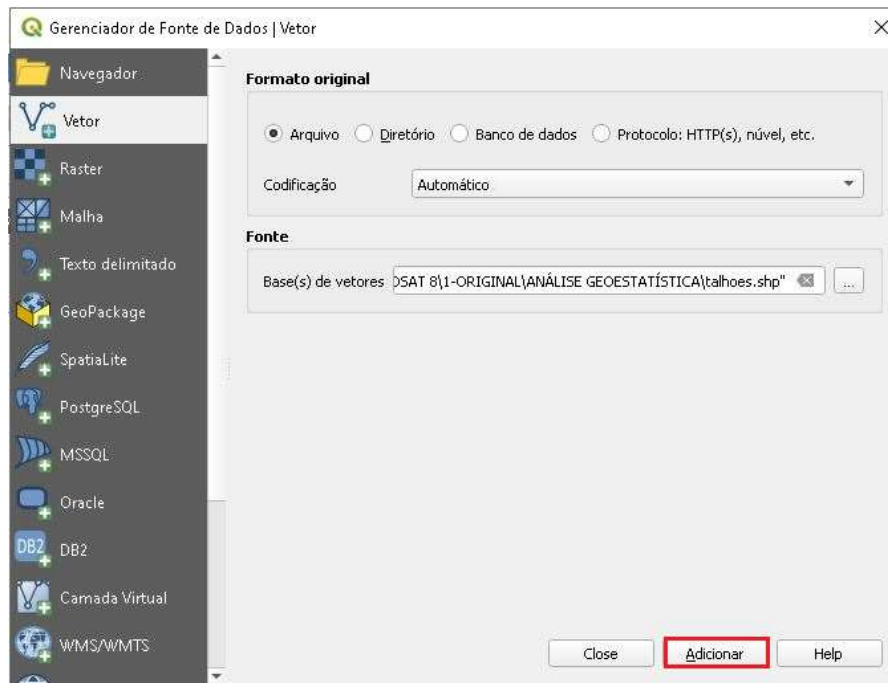 Gerenciador de Fonte de Dados | Vetor
Navegador
Vetor
Raster
Malha
Texto delimitado
GeoPackage
SpatiaLite
PostgreSQL
MSSQL
Oracle
DB2
DB2
Camada Virtual
WMS/WMTS
Formato original
Arquivo Diretório Banco de dados Protocolo: HTTP(s), núvel, etc.
Codificação Automático
Fonte
Base(s) de vetores OSAT 8\1-ORIGINAL\ANÁLISE GEOESTATÍSTICA\talhoes.shp" ...
Close Adicionar Help